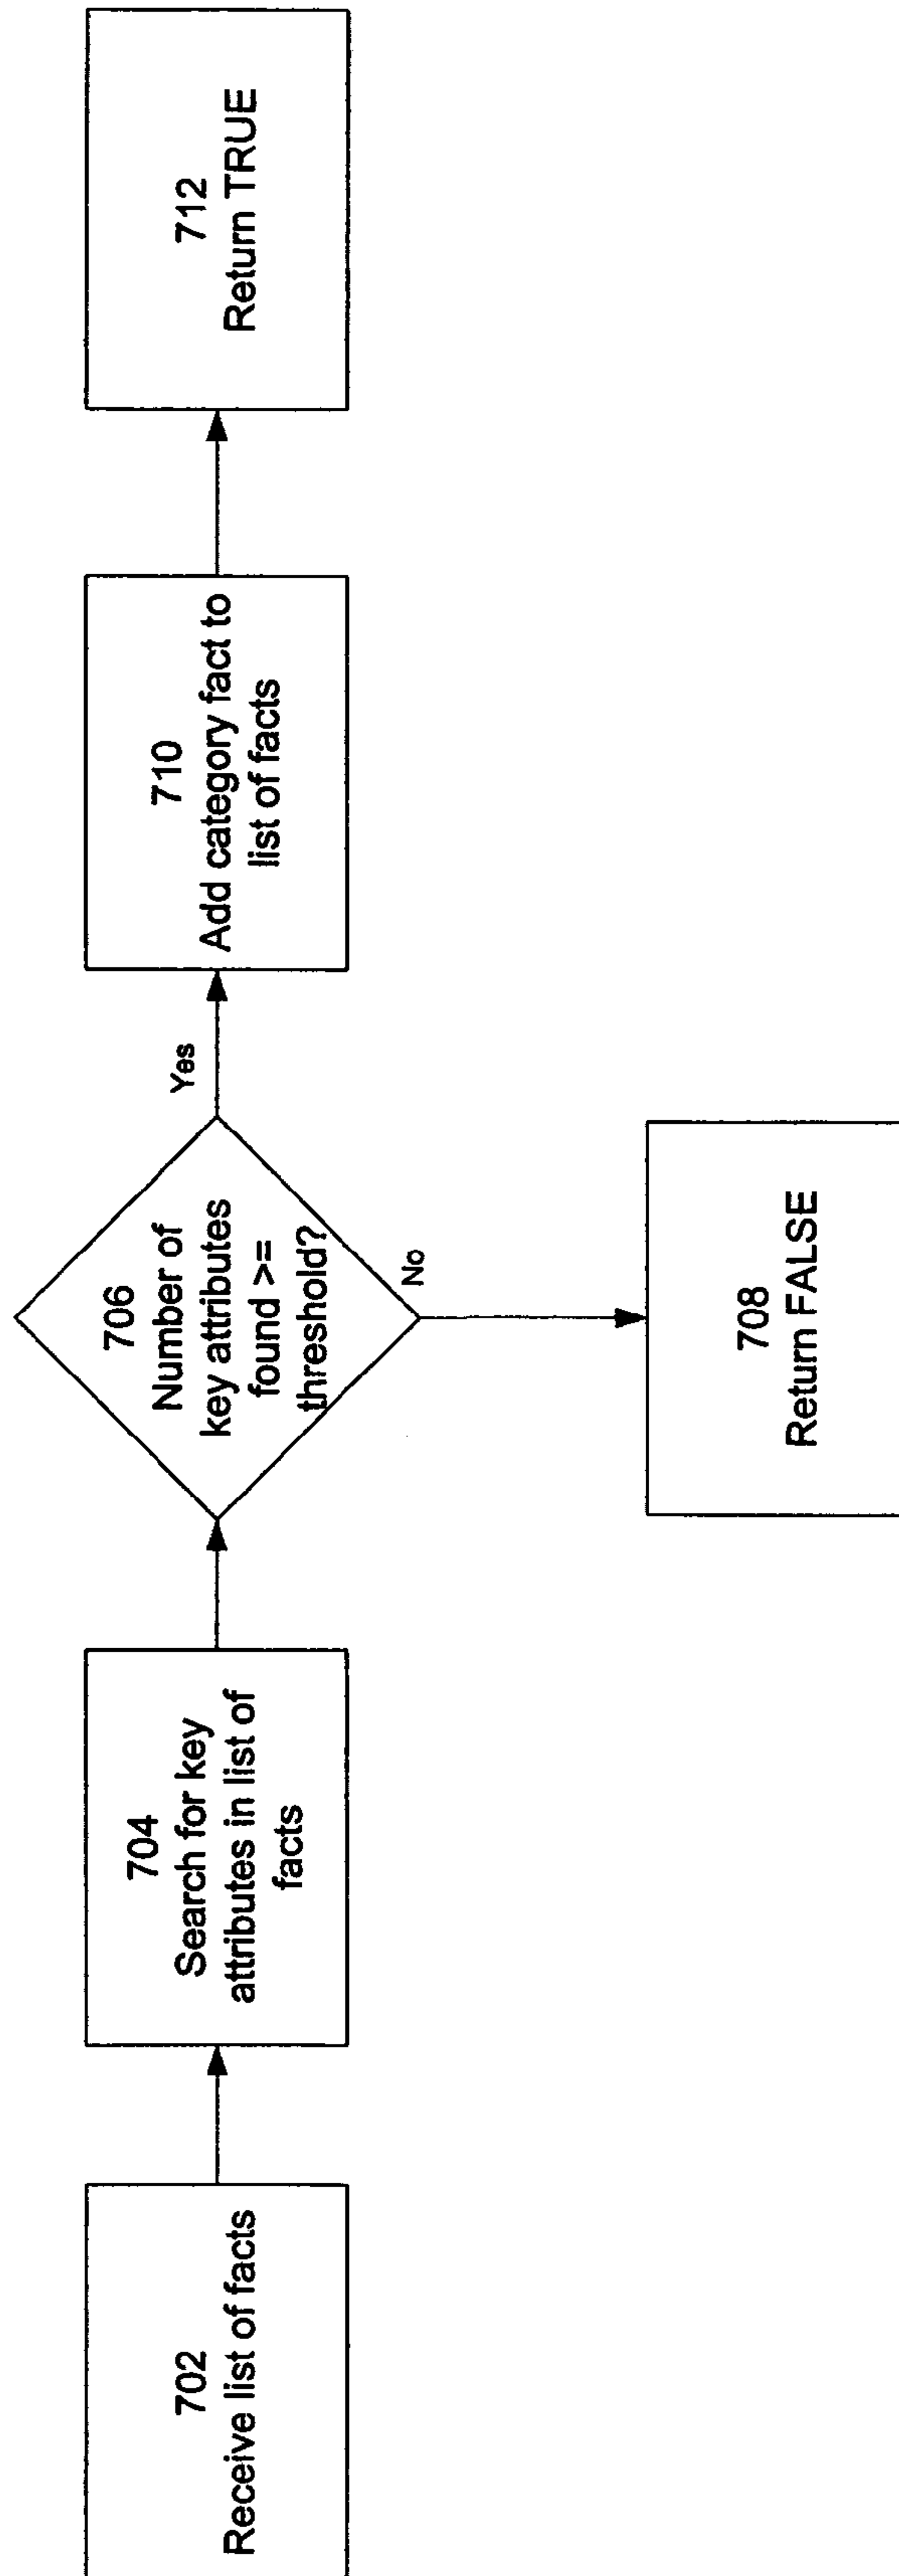 702
Receive list of facts
704
Search for key
attributes in list of
facts
706
Number of
key attributes
found >=
threshold?
Yes
No
708
Return FALSE
710
Add category fact to
list of facts
712
Return TRUE